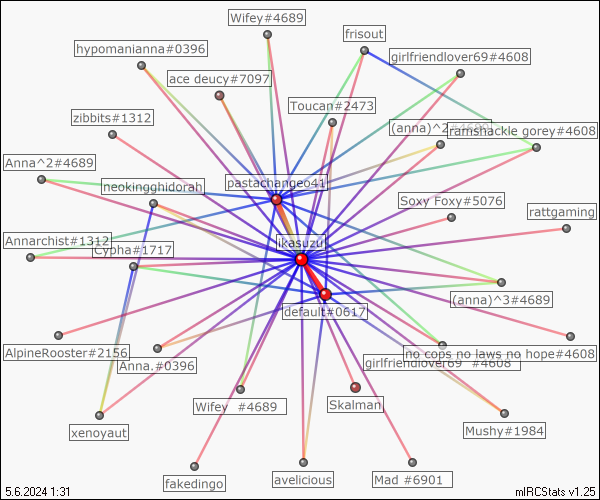 Wifey#4689
frisout
hypomanianna#0396
girlfriendlover69#4608
ace deucy#7097
Toucan#2473
zibbits#1312
(anna)^2#4689
ramshackle gorey#4608
Anna^2#4689
pastachangeo41
neokingghidorah
Soxy Foxy#5076
rattgaming
Annarchist#1312
Cypha#1717
ikasuzu
(anna)^3#4689
default#0617
AlpineRooster#2156
no cops no laws no hope#4608
Anna.#0396
girlfriendlover69 #4608
Wifey #4689
Skalman
xenoyaut
Mushy#1984
fakedingo
avelicious
Mad #6901
5.6.2024 1:31
mIRCStats v1.25